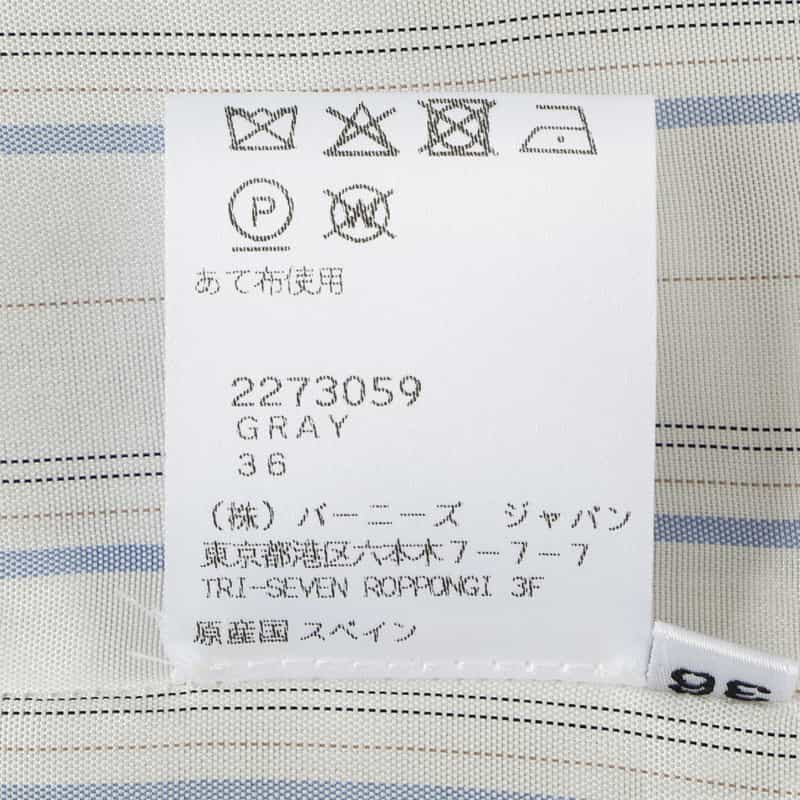 P
W
あて布使用
2273059
GRAY
36
(株) バーニーズ ジャパン
東京都港区六本木7-7-7
TRI-SEVEN ROPPONGI 3F
原産国 スペイン
36